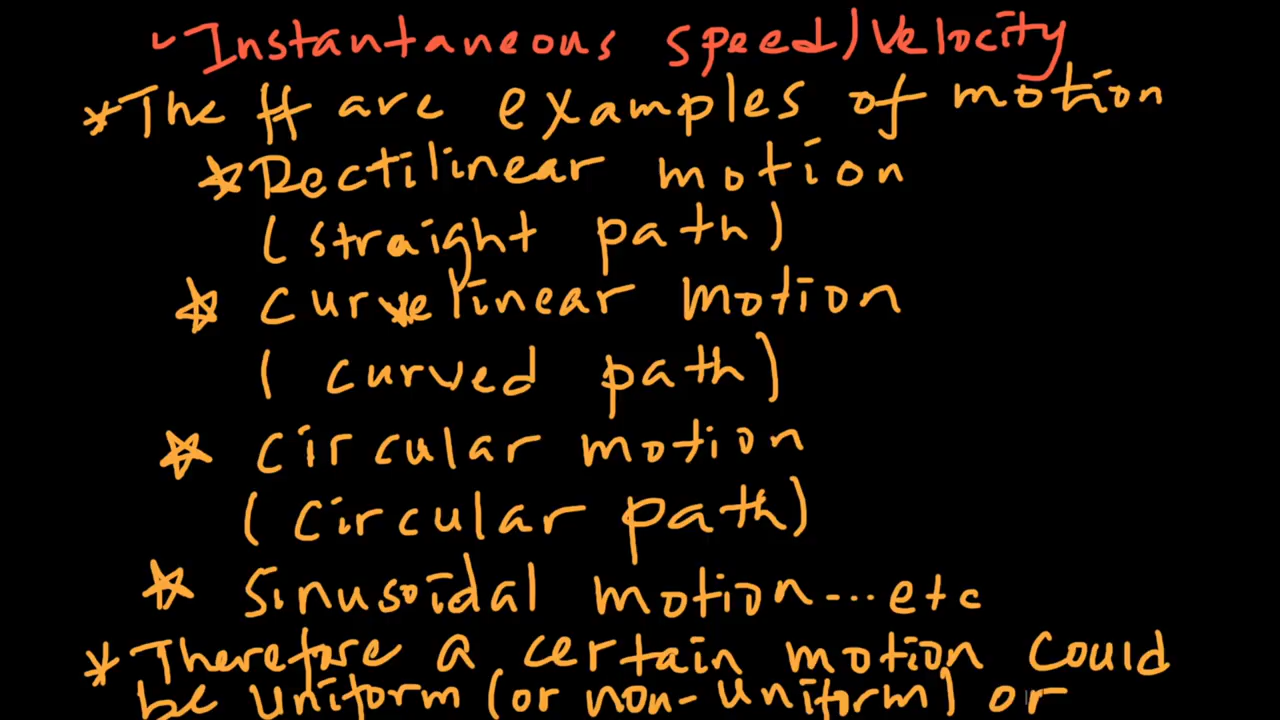 ✓Instantaneous speed/velocity
*The ff are examples of motion
*Rectilinear motion
(straight path)
* curvelinear motion
( curved path)
* circular motion
(circular path)
* sinusoidal motion...etc
*Therefore a certain motion could
be uniform (or non-uniform) or